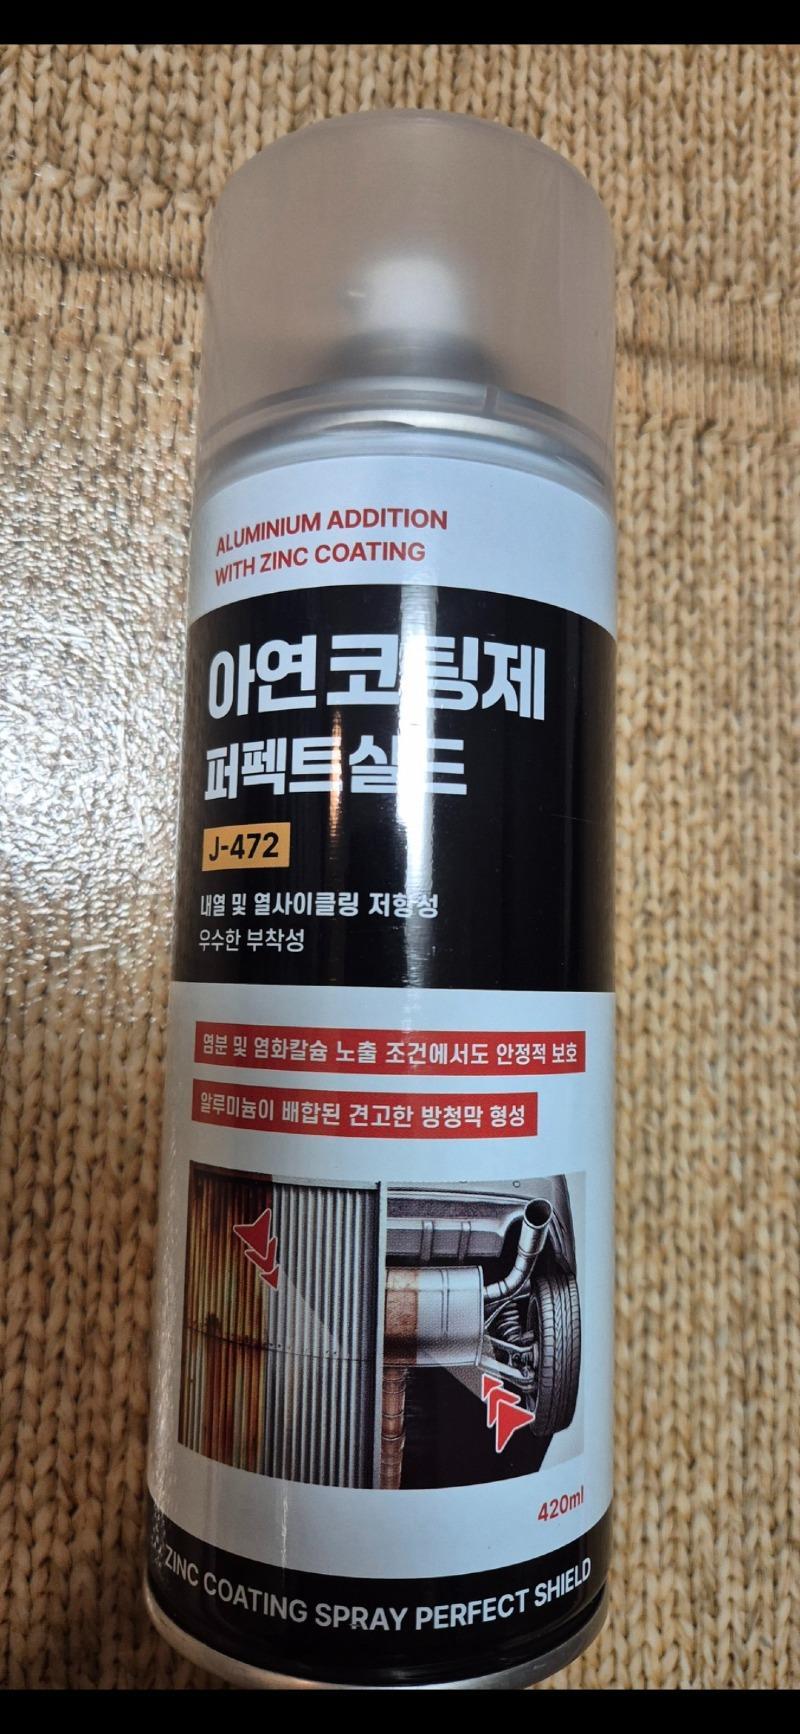 ALUMINIUM ADDITION
WITH ZINC COATING
아연코팅제
퍼펙트실드
J-472
내열 및 열사이클링 저항성
우수한 부착성
염분 및 염화칼슘 노출 조건에서도 안정적 보호
알루미늄이 배합된 견고한 방청막 형성
420ml
ZINC COATING SPRAY PERFECT SHIELD